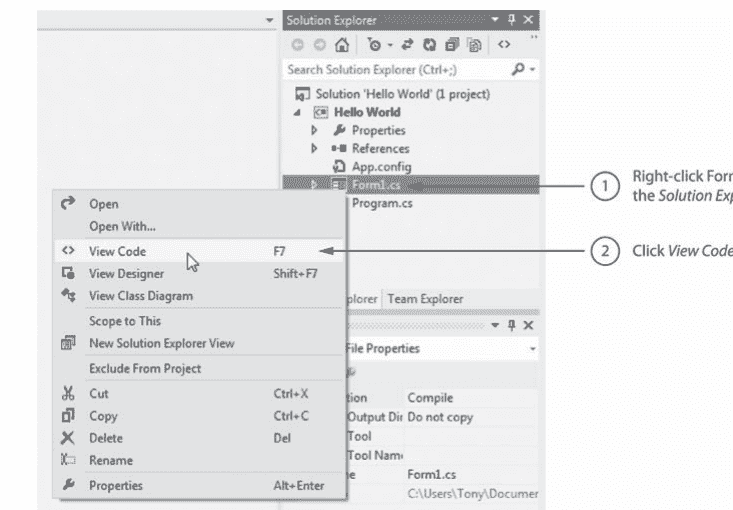 Solution Explorer
Search Solution Explorer (Ctrl+;)
Solution 'Hello World' (1 project)
Hello World
Properties
References
App.config
Form1.cs
Program.cs
1 Right-click Form
the Solution Exp
2 Click View Code
Open
Open With...
View Code F7
View Designer Shift+F7
View Class Diagram
Scope to This
New Solution Explorer View
Exclude From Project
Cut Ctrl+X
Copy Ctrl+C
Delete Del
Rename
Properties Alt+Enter
plorer Team Explorer
File Properties
tion Compile
Output Dir Do not copy
Tool
Tool Nam
e Form1.cs
C:\Users\Tony\Documen